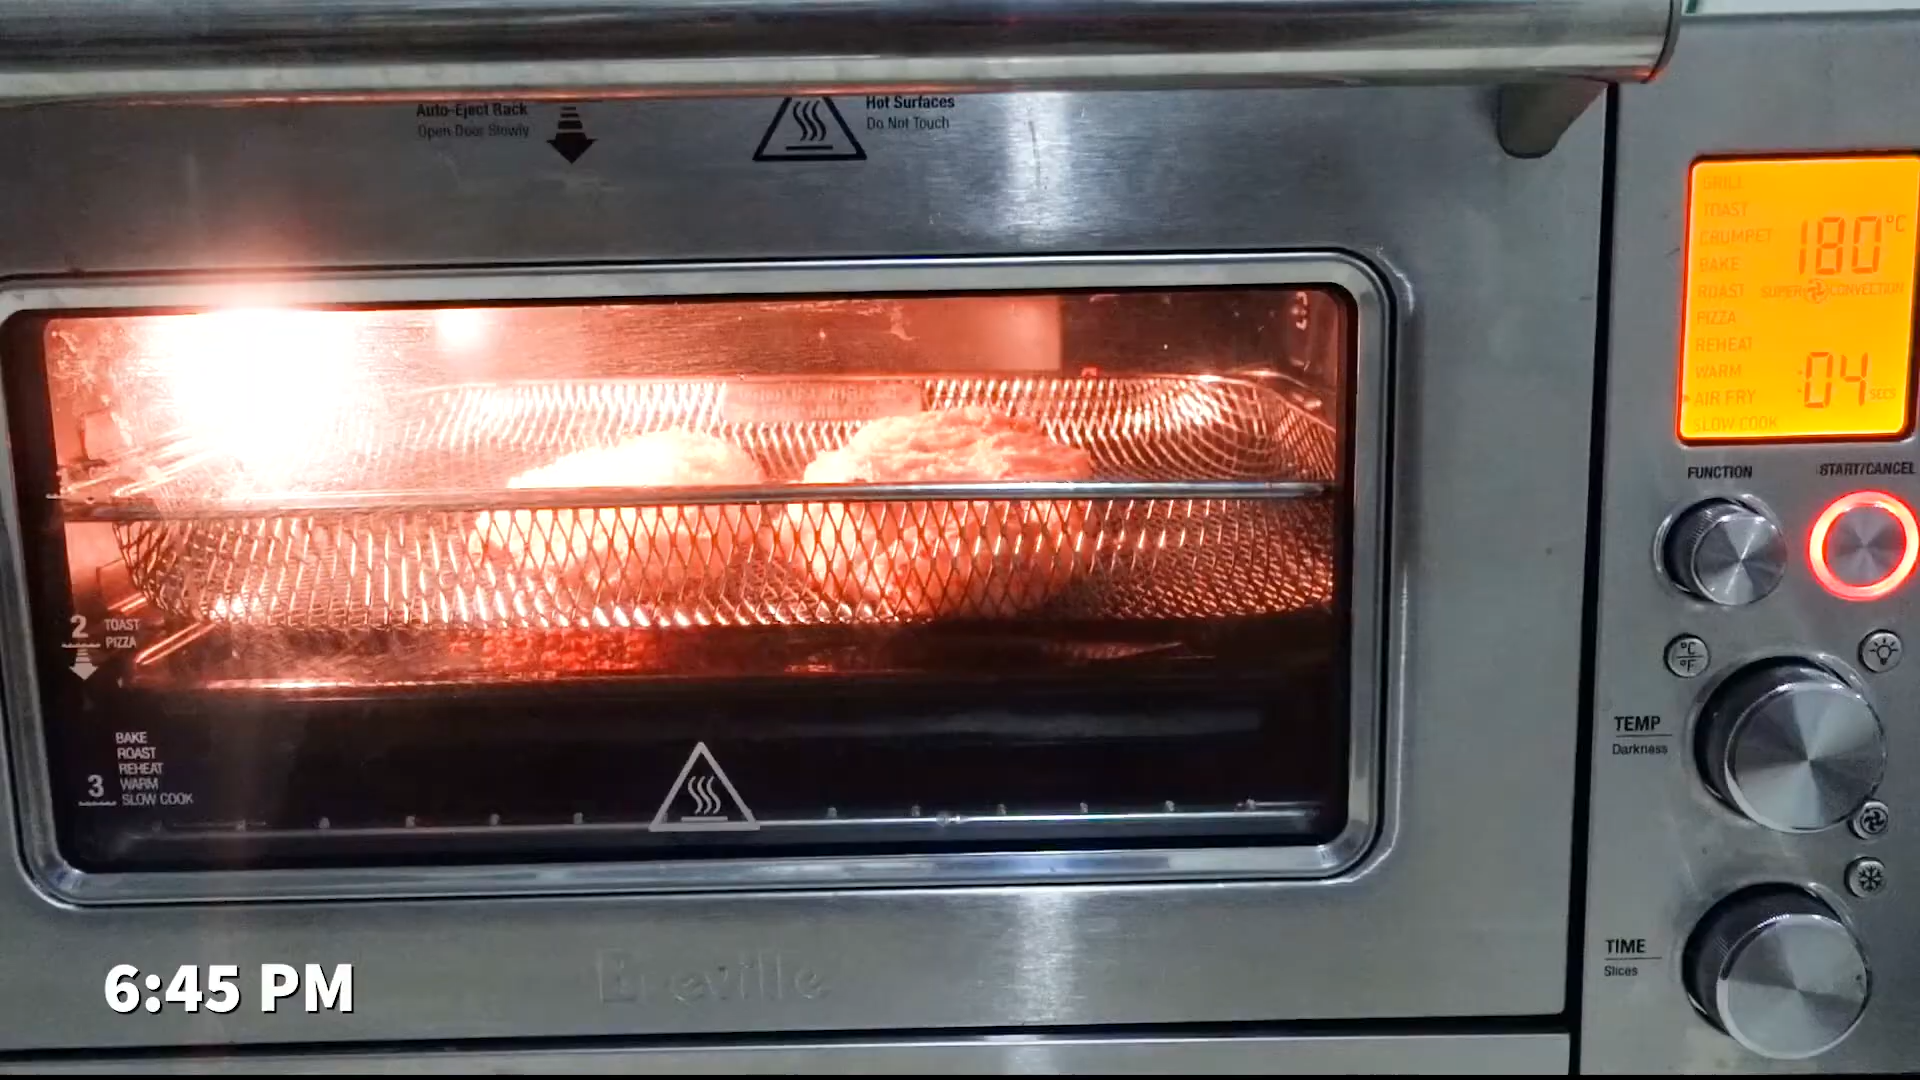 Auto-Eject Rack
Open Door Slowly
Hot Surfaces
Do Not Touch
GRILL
TOAST
CRUMPET
BAKE
ROAST
PIZZA
REHEAT
WARM
AIR FRY
SLOW COOK
180°C
SUPER CONVECTION
:04 SECS
FUNCTION
START/CANCEL
°C
°F
TEMP
Darkness
TIME
Slices
2
TOAST
PIZZA
3
BAKE
ROAST
REHEAT
WARM
SLOW COOK
Breville
6:45 PM